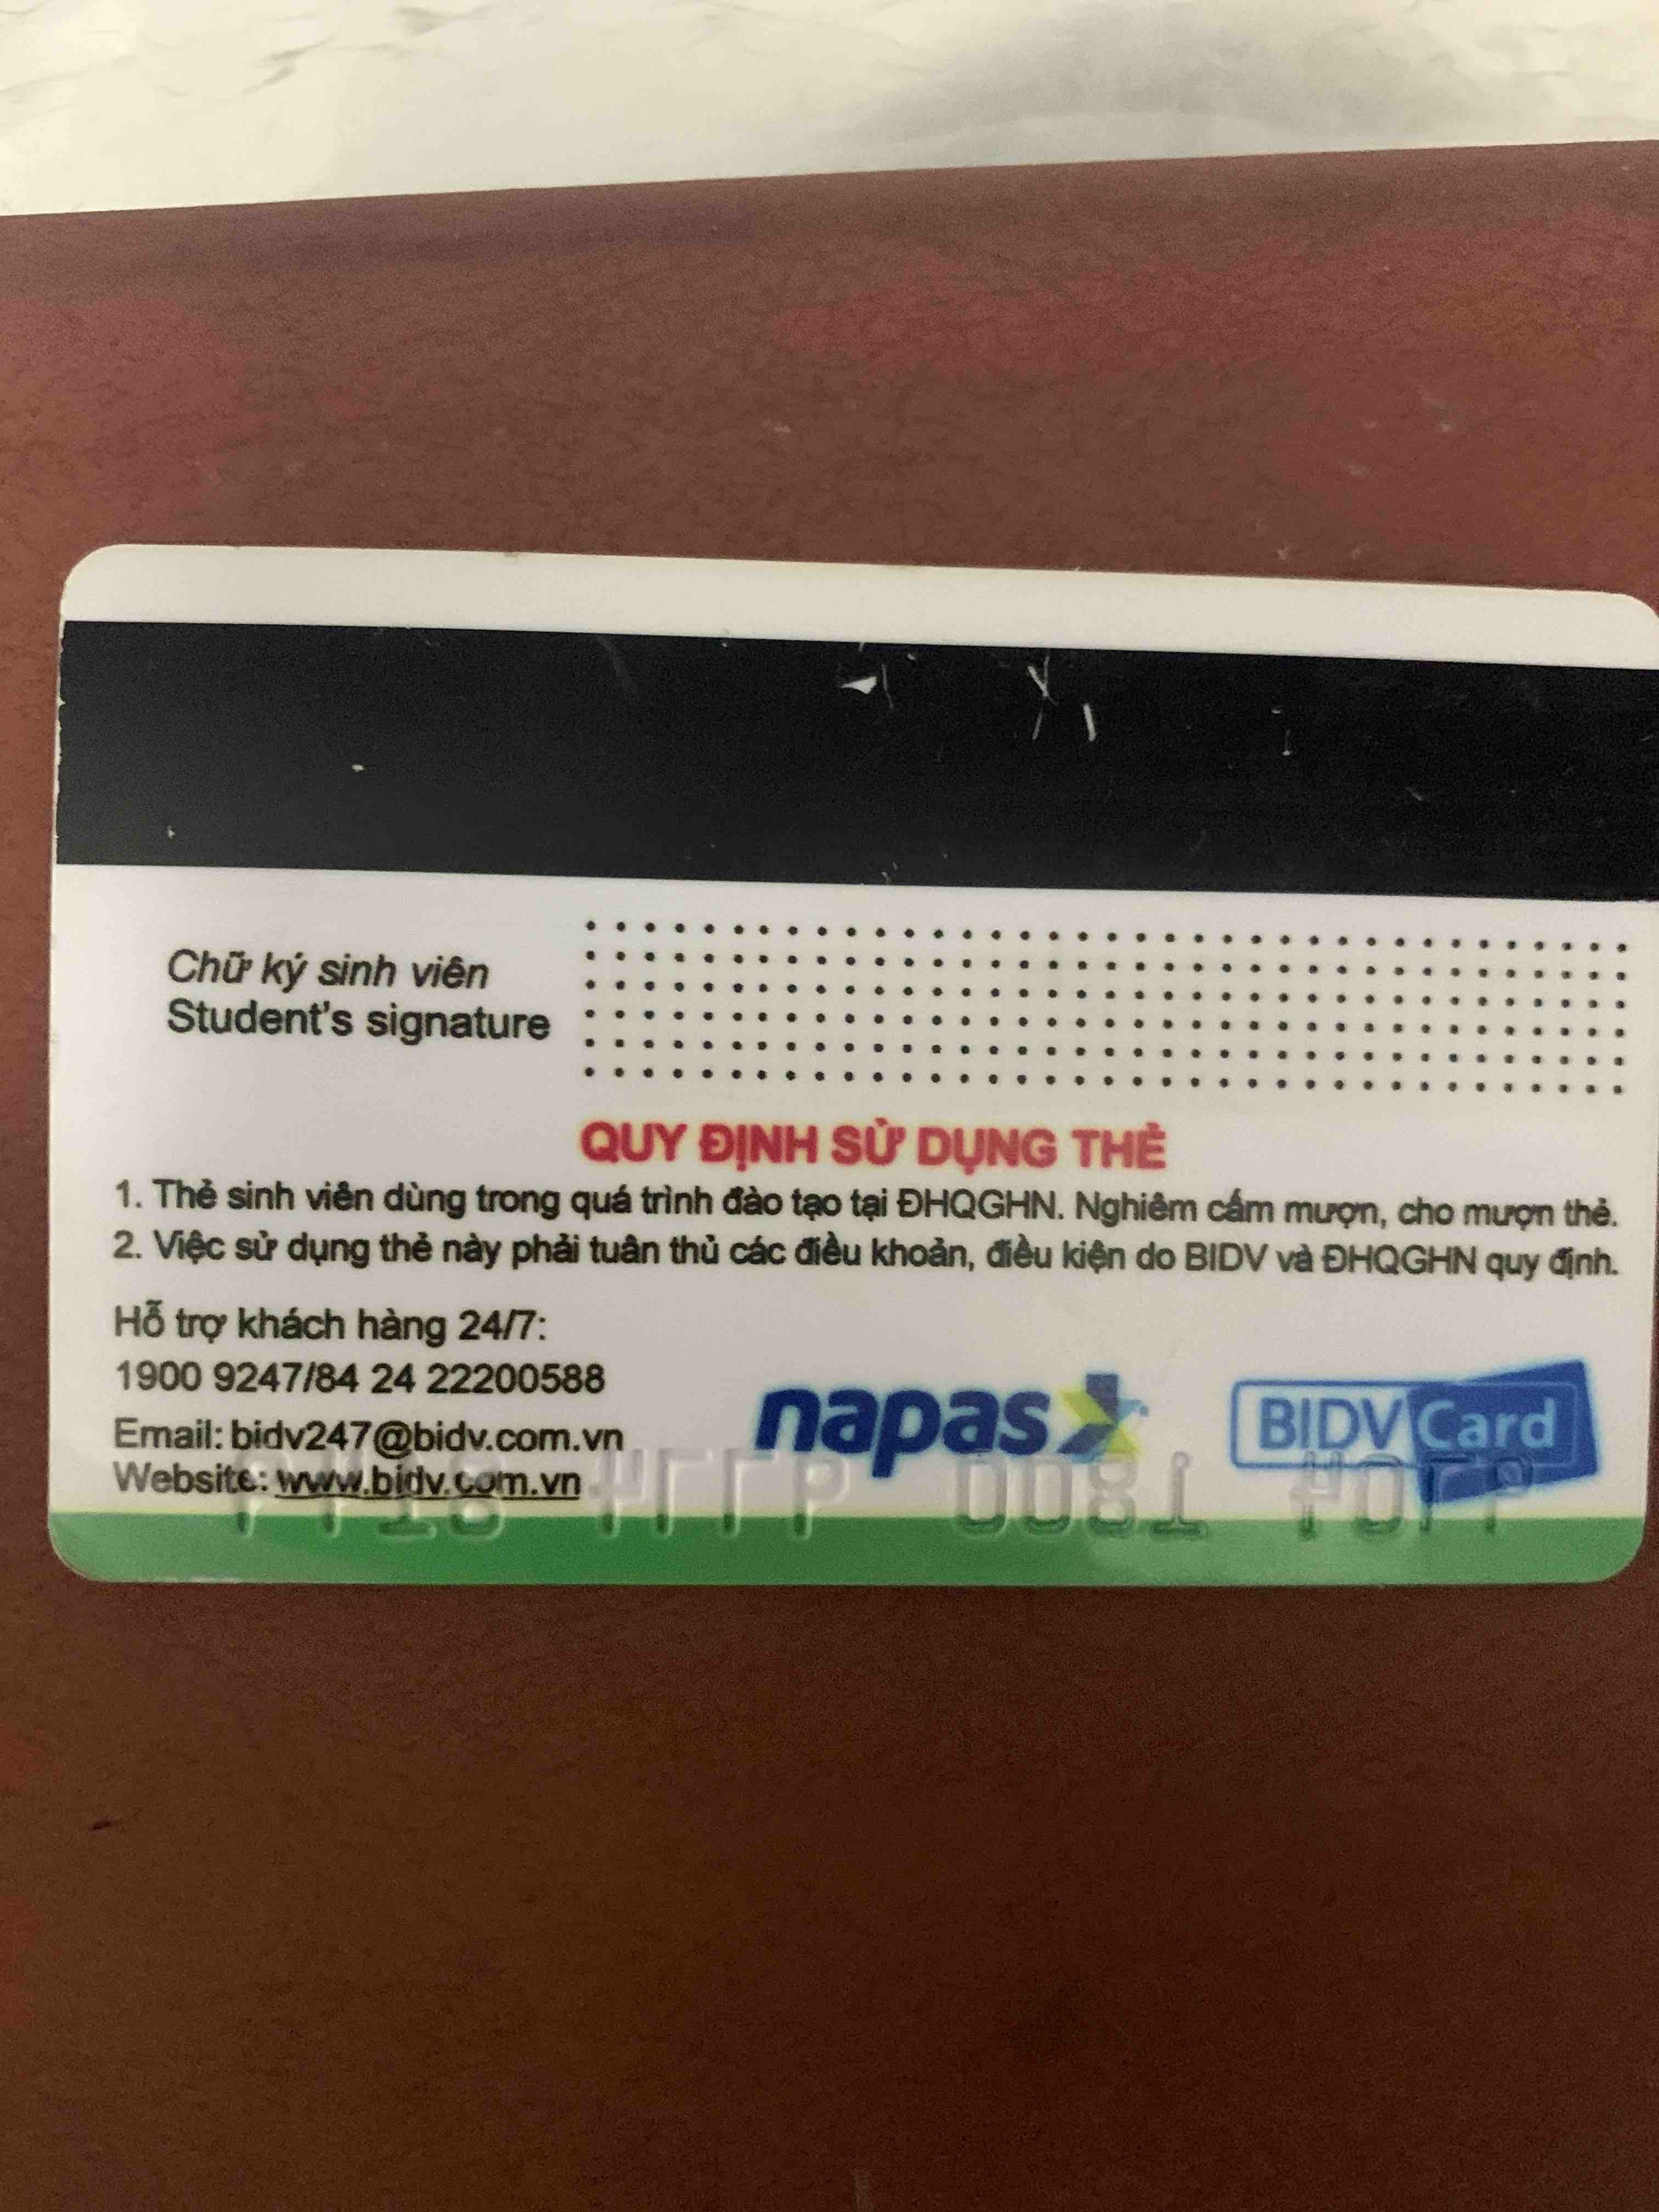 Chữ ký sinh viên
Student's signature
QUY ĐỊNH SỬ DỤNG THẺ
1. Thẻ sinh viên dùng trong quá trình đào tạo tại ĐHQGHN. Nghiêm cấm mượn, cho mượn thẻ.
2. Việc sử dụng thẻ này phải tuân thủ các điều khoản, điều kiện do BIDV và ĐHQGHN quy định.
Hỗ trợ khách hàng 24/7:
1900 9247/84 24 22200588
Email: bidv247@bidv.com.vn
Website: www.bidv.com.vn
napas
BIDV Card